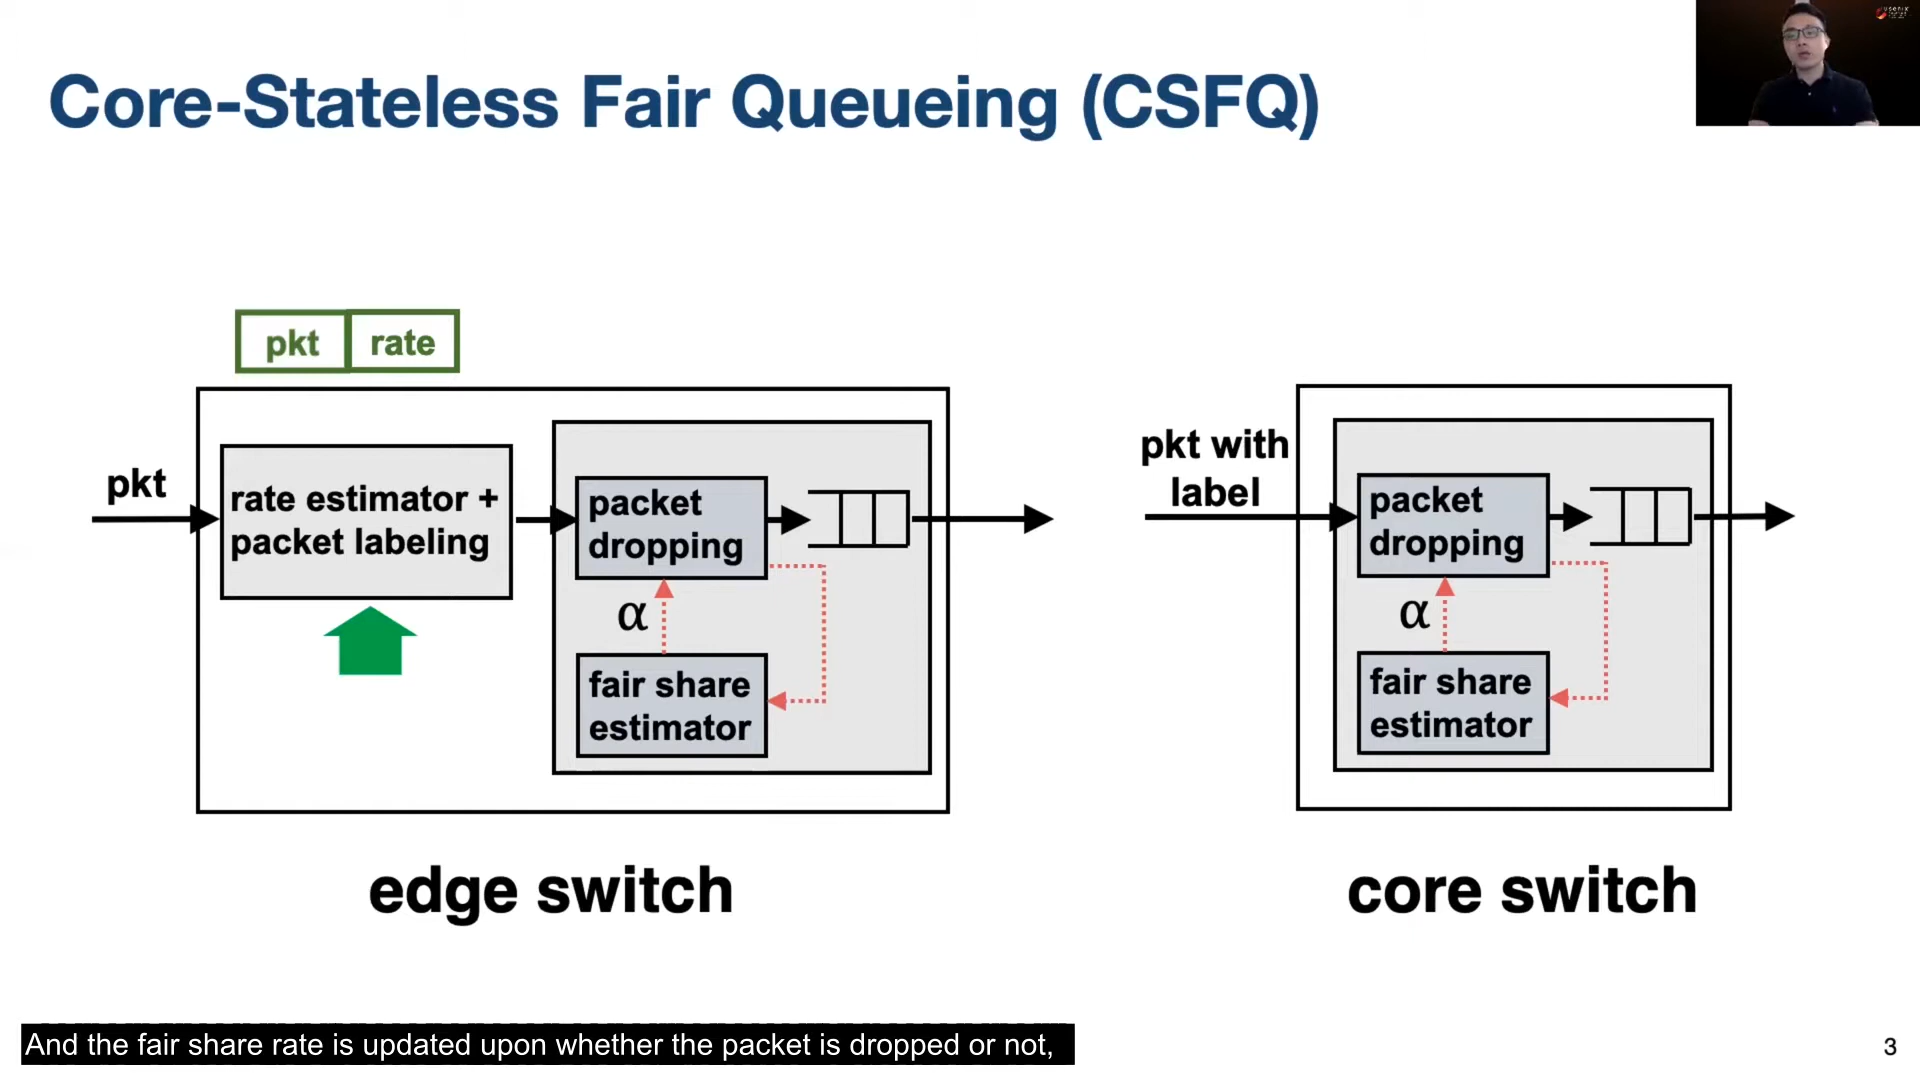 Core-Stateless Fair Queueing (CSFQ)
pkt rate
pkt
rate estimator +
packet labeling
packet
dropping
α
fair share
estimator
edge switch
pkt with
label
packet
dropping
α
fair share
estimator
core switch
And the fair share rate is updated upon whether the packet is dropped or not,
3